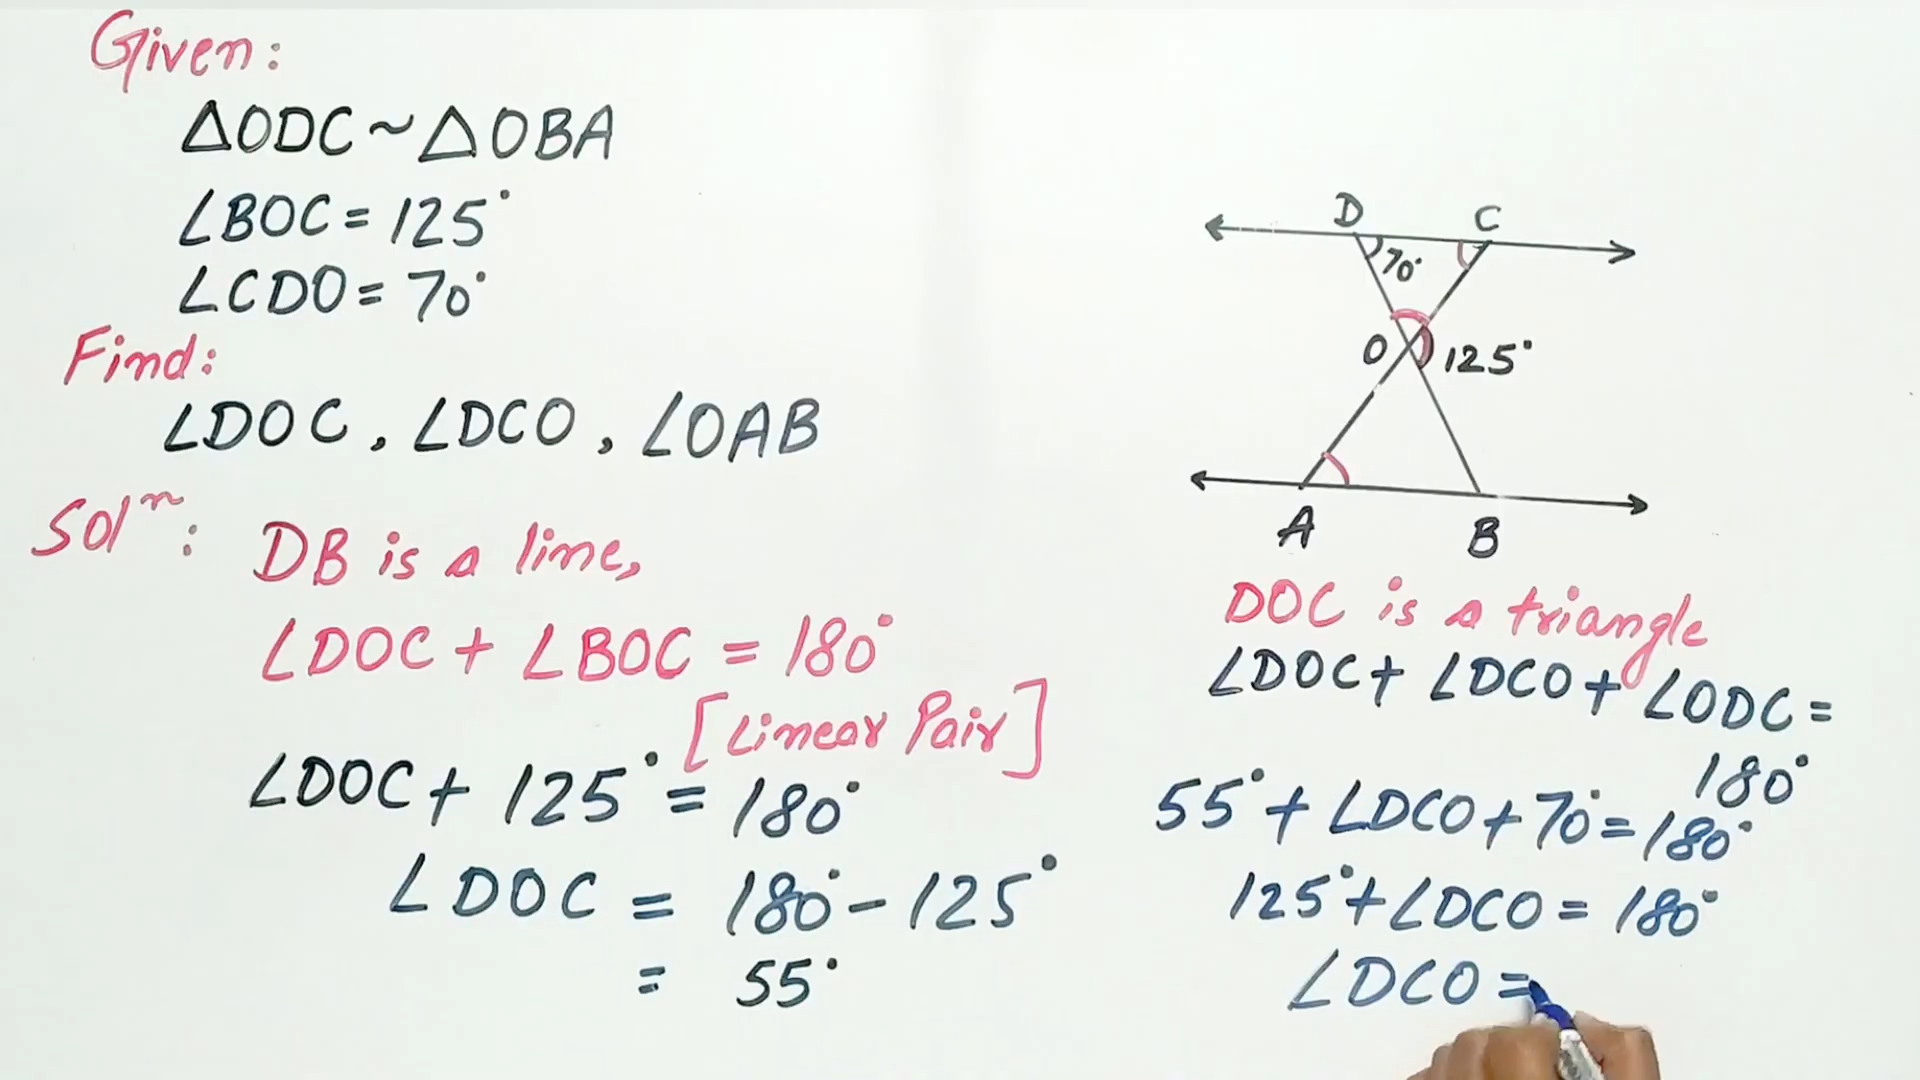 Given:
△ODC ~ △OBA
∠BOC = 125°
∠CDO = 70°
Find:
∠DOC, ∠DCO, ∠OAB
Solⁿ:
DB is a line,
∠DOC + ∠BOC = 180°
[Linear Pair]
∠DOC + 125° = 180°
∠DOC = 180° - 125°
= 55°
D C
70°
O 125°
A B
DOC is a triangle
∠DOC + ∠DCO + ∠ODC =
180°
55° + ∠DCO + 70° = 180°
125° + ∠DCO = 180°
∠DCO =